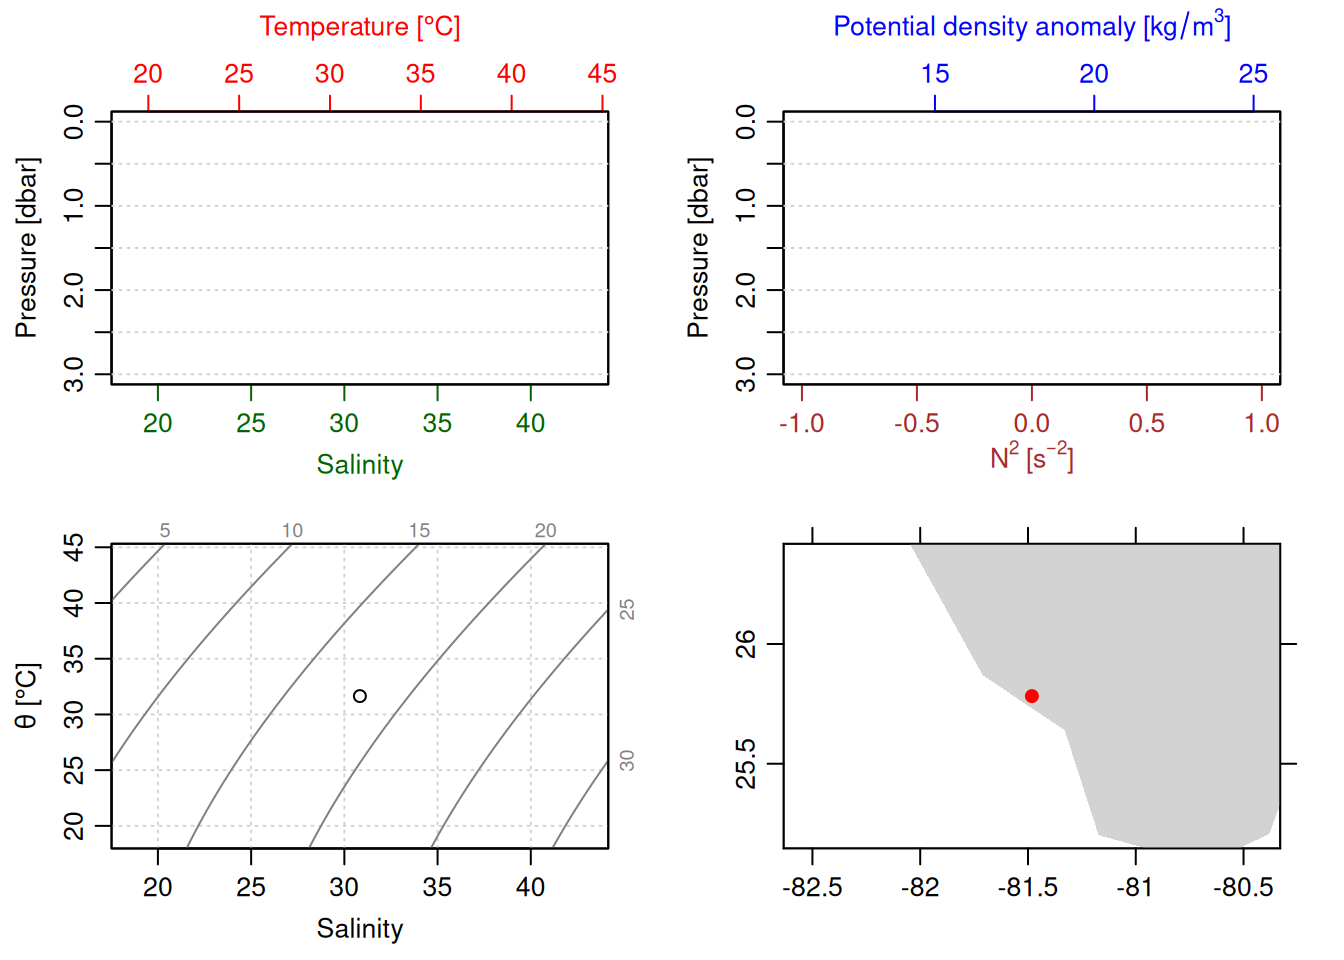 Temperature [°C]
20 25 30 35 40 45
Pressure [dbar]
0.0 1.0 2.0 3.0
20 25 30 35 40
Salinity
Potential density anomaly [kg/m³]
15 20 25
Pressure [dbar]
0.0 1.0 2.0 3.0
-1.0 -0.5 0.0 0.5 1.0
N² [s⁻²]
5 10 15 20
25
30
θ [°C]
45 40 35 30 25 20
20 25 30 35 40
Salinity
26
25.5
-82.5 -82 -81.5 -81 -80.5